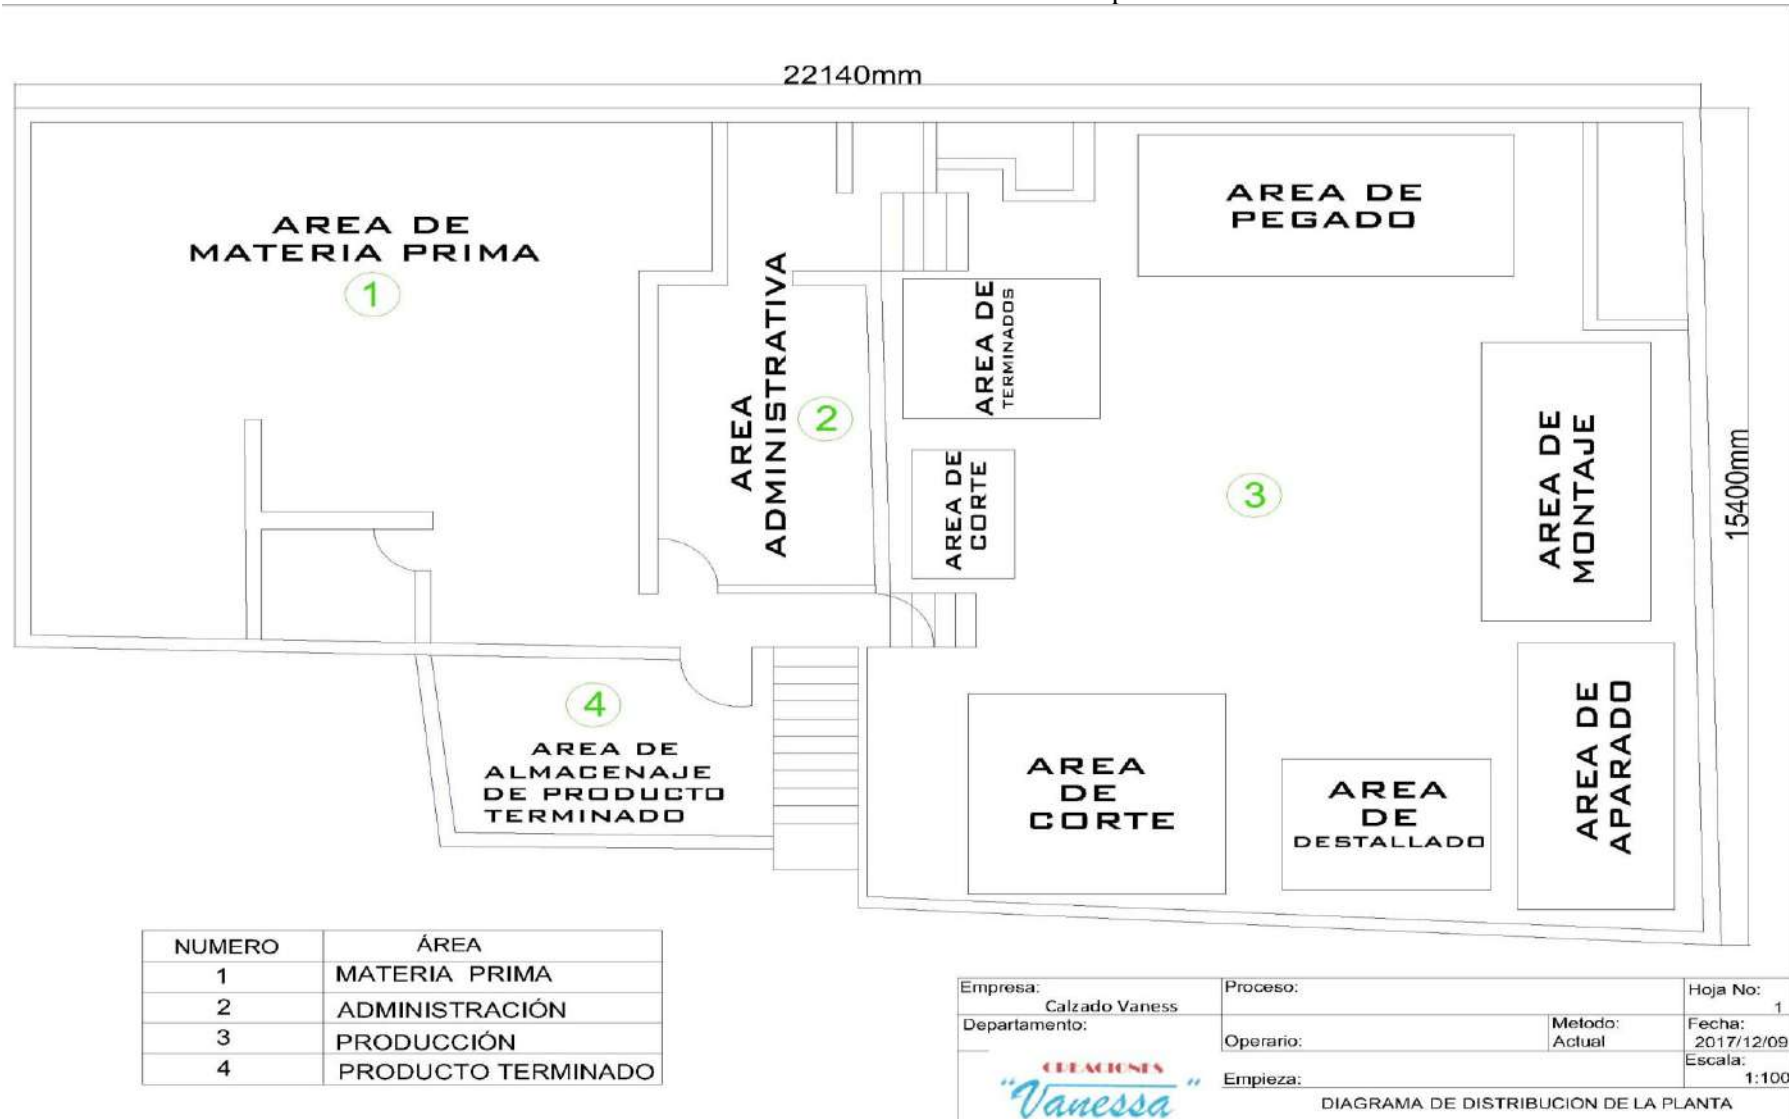 22140mm
AREA DE
MATERIA PRIMA
1
AREA
ADMINISTRATIVA
2
AREA DE
TERMINADOS
AREA DE
CORTE
AREA DE
PEGADO
3
AREA DE
MONTAJE
15400mm
4
AREA DE
ALMACENAJE
DE PRODUCTO
TERMINADO
AREA
DE
CORTE
AREA
DE
DESTALLADO
AREA DE
APARADO
NUMERO ÁREA
1 MATERIA PRIMA
2 ADMINISTRACIÓN
3 PRODUCCIÓN
4 PRODUCTO TERMINADO
Empresa: Proceso: Hoja No:
Calzado Vaness 1
Departamento: Metodo: Fecha:
Operario: Actual 2017/12/09
Escala:
CREACIONES
Empieza: 1:100
"Vanessa"
DIAGRAMA DE DISTRIBUCION DE LA PLANTA